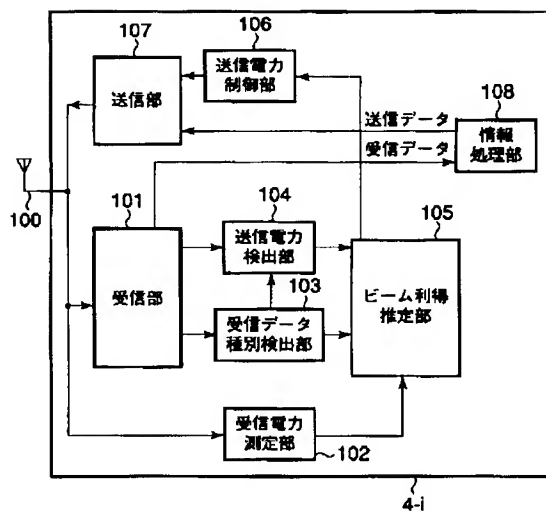 107
送信部
106
送信電力
制御部
送信データ
受信データ
108
情報
処理部
100
101
受信部
104
送信電力
検出部
103
受信データ
種別検出部
105
ビーム利得
推定部
受信電力
測定部
102
4-i